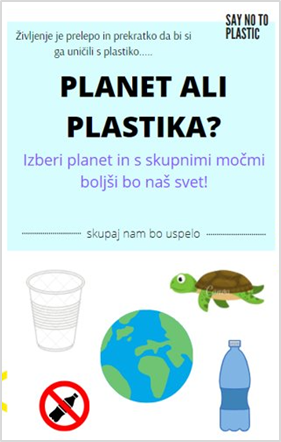 Življenje je prelepo in prekratko da bi si
ga uničili s plastiko.....
SAY NO TO
PLASTIC
PLANET ALI
PLASTIKA?
Izberi planet in s skupnimi močmi
boljši bo naš svet!
skupaj nam bo uspelo
Canva